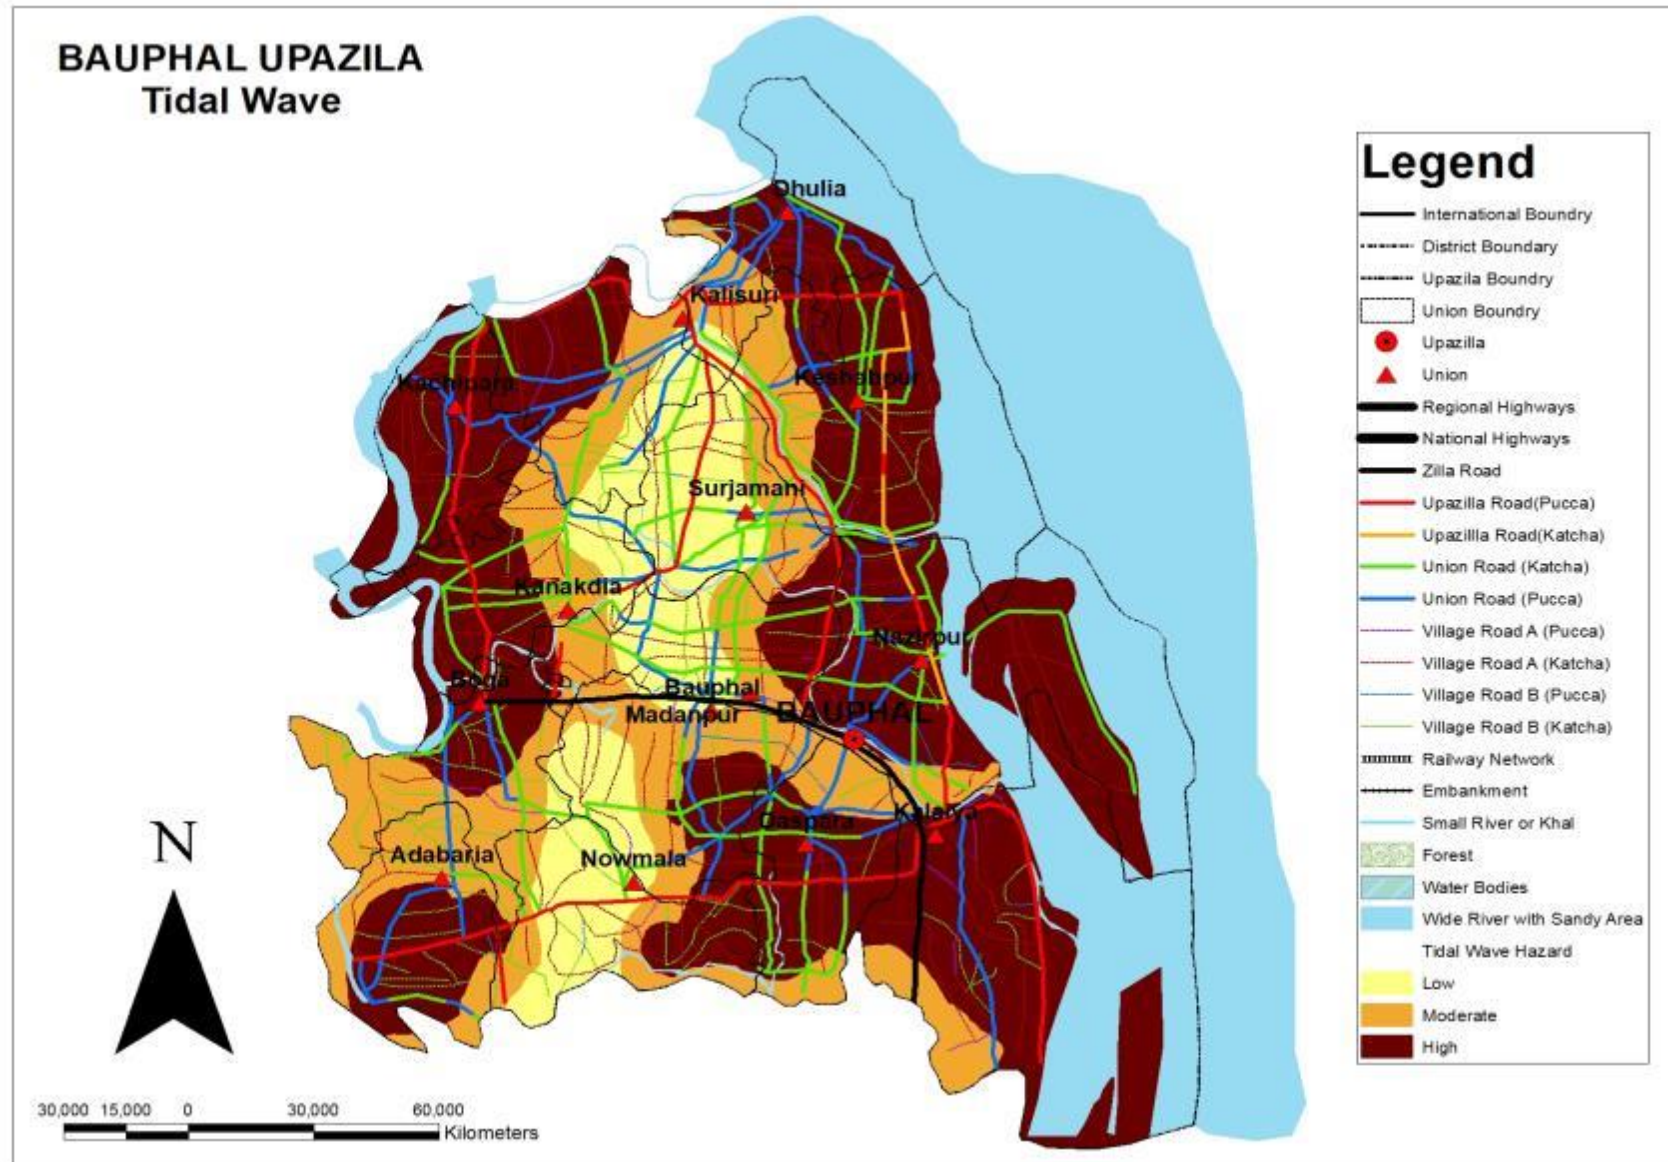 BAUPHAL UPAZILA
Tidal Wave
Dhulia
Kalisuri
Kachipara
Keshabpur
Surjamani
Kanakdia
Nazirpur
Boga
Bauphal
Madanpur
BAUPHAL
Daspara
Kalaiya
Adabaria
Nowmala
N
30,000 15,000 0 30,000 60,000
Kilometers
Legend
International Boundry
District Boundary
Upazila Boundry
Union Boundry
Upazilla
Union
Regional Highways
National Highways
Zilla Road
Upazilla Road(Pucca)
Upazillla Road(Katcha)
Union Road (Katcha)
Union Road (Pucca)
Village Road A (Pucca)
Village Road A (Katcha)
Village Road B (Pucca)
Village Road B (Katcha)
Railway Network
Embankment
Small River or Khal
Forest
Water Bodies
Wide River with Sandy Area
Tidal Wave Hazard
Low
Moderate
High